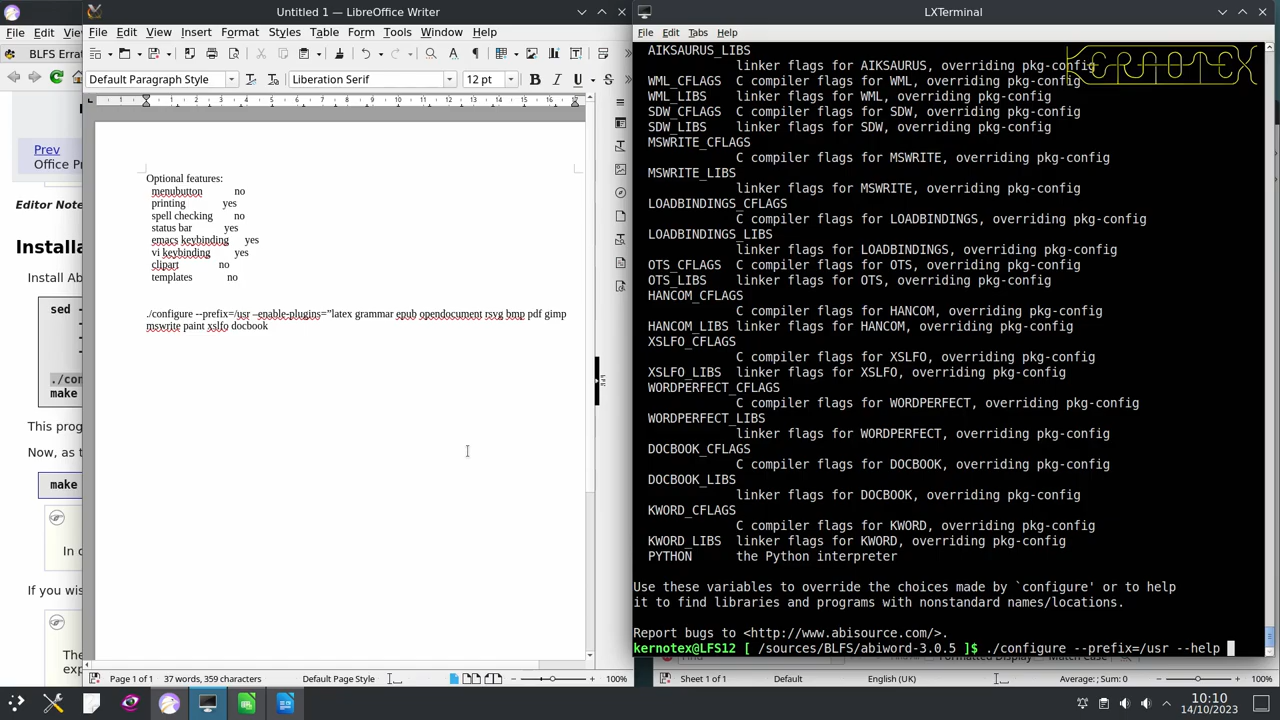 Untitled 1 — LibreOffice Writer
LXTerminal
File Edit
File Edit View Insert Format Styles Table Form Tools Window Help
File Edit Tabs Help
BLFS Errat
Default Paragraph Style
Liberation Serif
12 pt
Prev
Office Pr
Editor Note
Installa
Install Ab
sed -
./con
make
This prog
Now, as t
make
In o
If you wis
The
exp
Optional features:
menubutton no
printing yes
spell checking no
status bar yes
emacs keybinding yes
vi keybinding yes
clipart no
templates no
./configure --prefix=/usr –enable-plugins=”latex grammar epub opendocument rsvg bmp pdf gimp
mswrite paint xslfo docbook
KERNOTEX
AIKSAURUS_LIBS
linker flags for AIKSAURUS, overriding pkg-config
WML_CFLAGS C compiler flags for WML, overriding pkg-config
WML_LIBS linker flags for WML, overriding pkg-config
SDW_CFLAGS C compiler flags for SDW, overriding pkg-config
SDW_LIBS linker flags for SDW, overriding pkg-config
MSWRITE_CFLAGS
C compiler flags for MSWRITE, overriding pkg-config
MSWRITE_LIBS
linker flags for MSWRITE, overriding pkg-config
LOADBINDINGS_CFLAGS
C compiler flags for LOADBINDINGS, overriding pkg-config
LOADBINDINGS_LIBS
linker flags for LOADBINDINGS, overriding pkg-config
OTS_CFLAGS C compiler flags for OTS, overriding pkg-config
OTS_LIBS linker flags for OTS, overriding pkg-config
HANCOM_CFLAGS
C compiler flags for HANCOM, overriding pkg-config
HANCOM_LIBS linker flags for HANCOM, overriding pkg-config
XSLFO_CFLAGS
C compiler flags for XSLFO, overriding pkg-config
XSLFO_LIBS linker flags for XSLFO, overriding pkg-config
WORDPERFECT_CFLAGS
C compiler flags for WORDPERFECT, overriding pkg-config
WORDPERFECT_LIBS
linker flags for WORDPERFECT, overriding pkg-config
DOCBOOK_CFLAGS
C compiler flags for DOCBOOK, overriding pkg-config
DOCBOOK_LIBS
linker flags for DOCBOOK, overriding pkg-config
KWORD_CFLAGS
C compiler flags for KWORD, overriding pkg-config
KWORD_LIBS linker flags for KWORD, overriding pkg-config
PYTHON the Python interpreter
Use these variables to override the choices made by `configure' or to help
it to find libraries and programs with nonstandard names/locations.
Report bugs to <http://www.abisource.com/>.
kernotex@LFS12 [ /sources/BLFS/abiword-3.0.5 ]$ ./configure --prefix=/usr --help
Page 1 of 1 37 words, 359 characters Default Page Style 100%
Sheet 1 of 1 Default English (UK) Average: ; Sum: 0 100%
10:10
14/10/2023